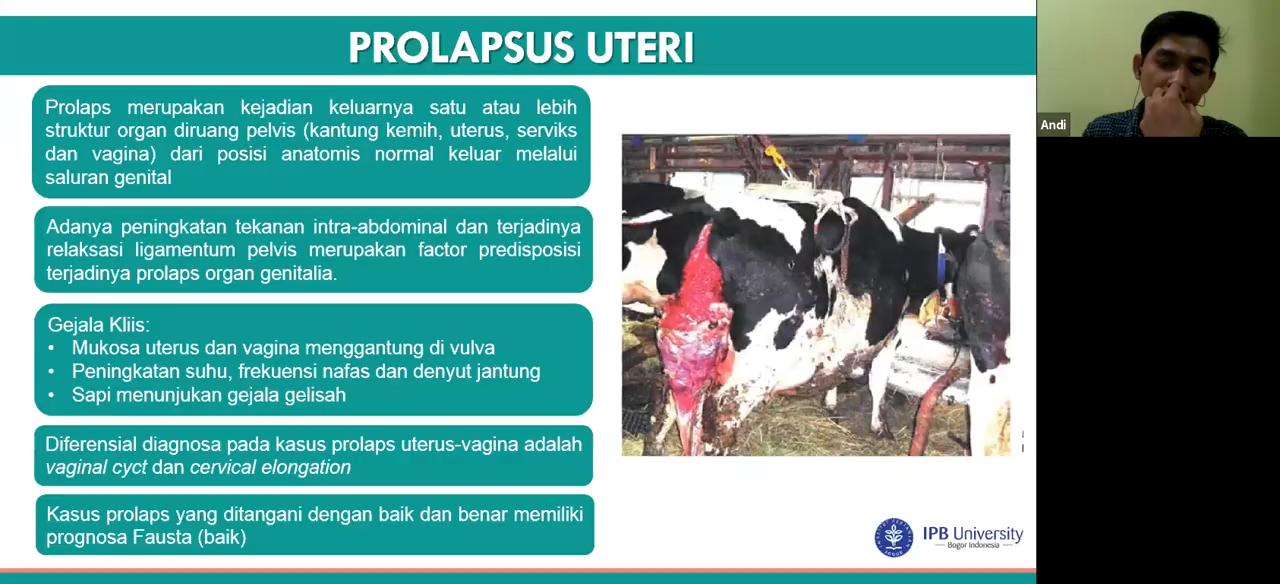 PROLAPSUS UTERI
Prolaps merupakan kejadian keluarnya satu atau lebih
struktur organ diruang pelvis (kantung kemih, uterus, serviks
dan vagina) dari posisi anatomis normal keluar melalui
saluran genital
Adanya peningkatan tekanan intra-abdominal dan terjadinya
relaksasi ligamentum pelvis merupakan factor predisposisi
terjadinya prolaps organ genitalia.
Gejala Kliis:
• Mukosa uterus dan vagina menggantung di vulva
• Peningkatan suhu, frekuensi nafas dan denyut jantung
• Sapi menunjukan gejala gelisah
Diferensial diagnosa pada kasus prolaps uterus-vagina adalah
vaginal cyct dan cervical elongation
Kasus prolaps yang ditangani dengan baik dan benar memiliki
prognosa Fausta (baik)
IPB University
Bogor Indonesia
Andi